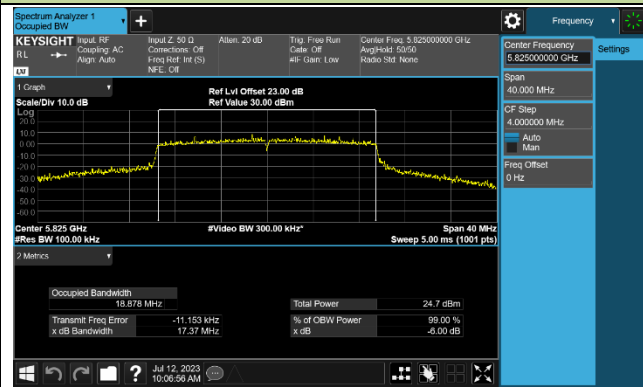 Spectrum Analyzer 1
Occupied BW
+
Frequency
KEYSIGHT
RL
LXI
Input: RF
Coupling: AC
Align: Auto
Input Z: 50 Ω
Corrections: Off
Freq Ref: Int (S)
NFE: Off
Atten: 20 dB
Trig: Free Run
Gate: Off
#IF Gain: Low
Center Freq: 5.825000000 GHz
Avg|Hold: 50/50
Radio Std: None
Center Frequency
5.825000000 GHz
Settings
Span
40.000 MHz
CF Step
4.000000 MHz
Auto
Man
Freq Offset
0 Hz
1 Graph
Scale/Div 10.0 dB
Ref Lvl Offset 23.00 dB
Ref Value 30.00 dBm
Log
20.0
10.0
0.00
-10.0
-20.0
-30.0
-40.0
-50.0
-60.0
Center 5.825 GHz
#Res BW 100.00 kHz
#Video BW 300.00 kHz*
Span 40 MHz
Sweep 5.00 ms (1001 pts)
2 Metrics
Occupied Bandwidth
18.878 MHz
Total Power 24.7 dBm
Transmit Freq Error -11.153 kHz
% of OBW Power 99.00 %
x dB Bandwidth 17.37 MHz
x dB -6.00 dB
?
Jul 12, 2023
10:06:56 AM